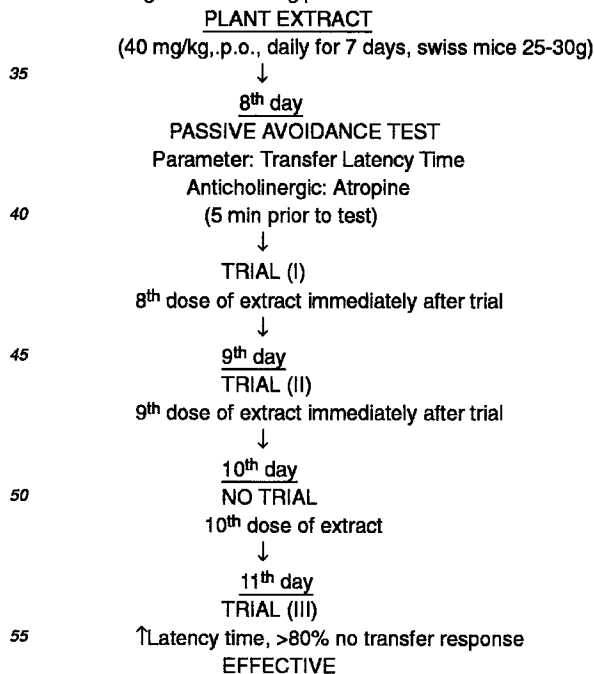 PLANT EXTRACT
(40 mg/kg,.p.o., daily for 7 days, swiss mice 25-30g)
35 ↓
8th day
PASSIVE AVOIDANCE TEST
Parameter: Transfer Latency Time
Anticholinergic: Atropine
40 (5 min prior to test)
↓
TRIAL (I)
8th dose of extract immediately after trial
↓
45 9th day
TRIAL (II)
9th dose of extract immediately after trial
↓
10th day
50 NO TRIAL
10th dose of extract
↓
11th day
TRIAL (III)
55 ↑Latency time, >80% no transfer response
EFFECTIVE